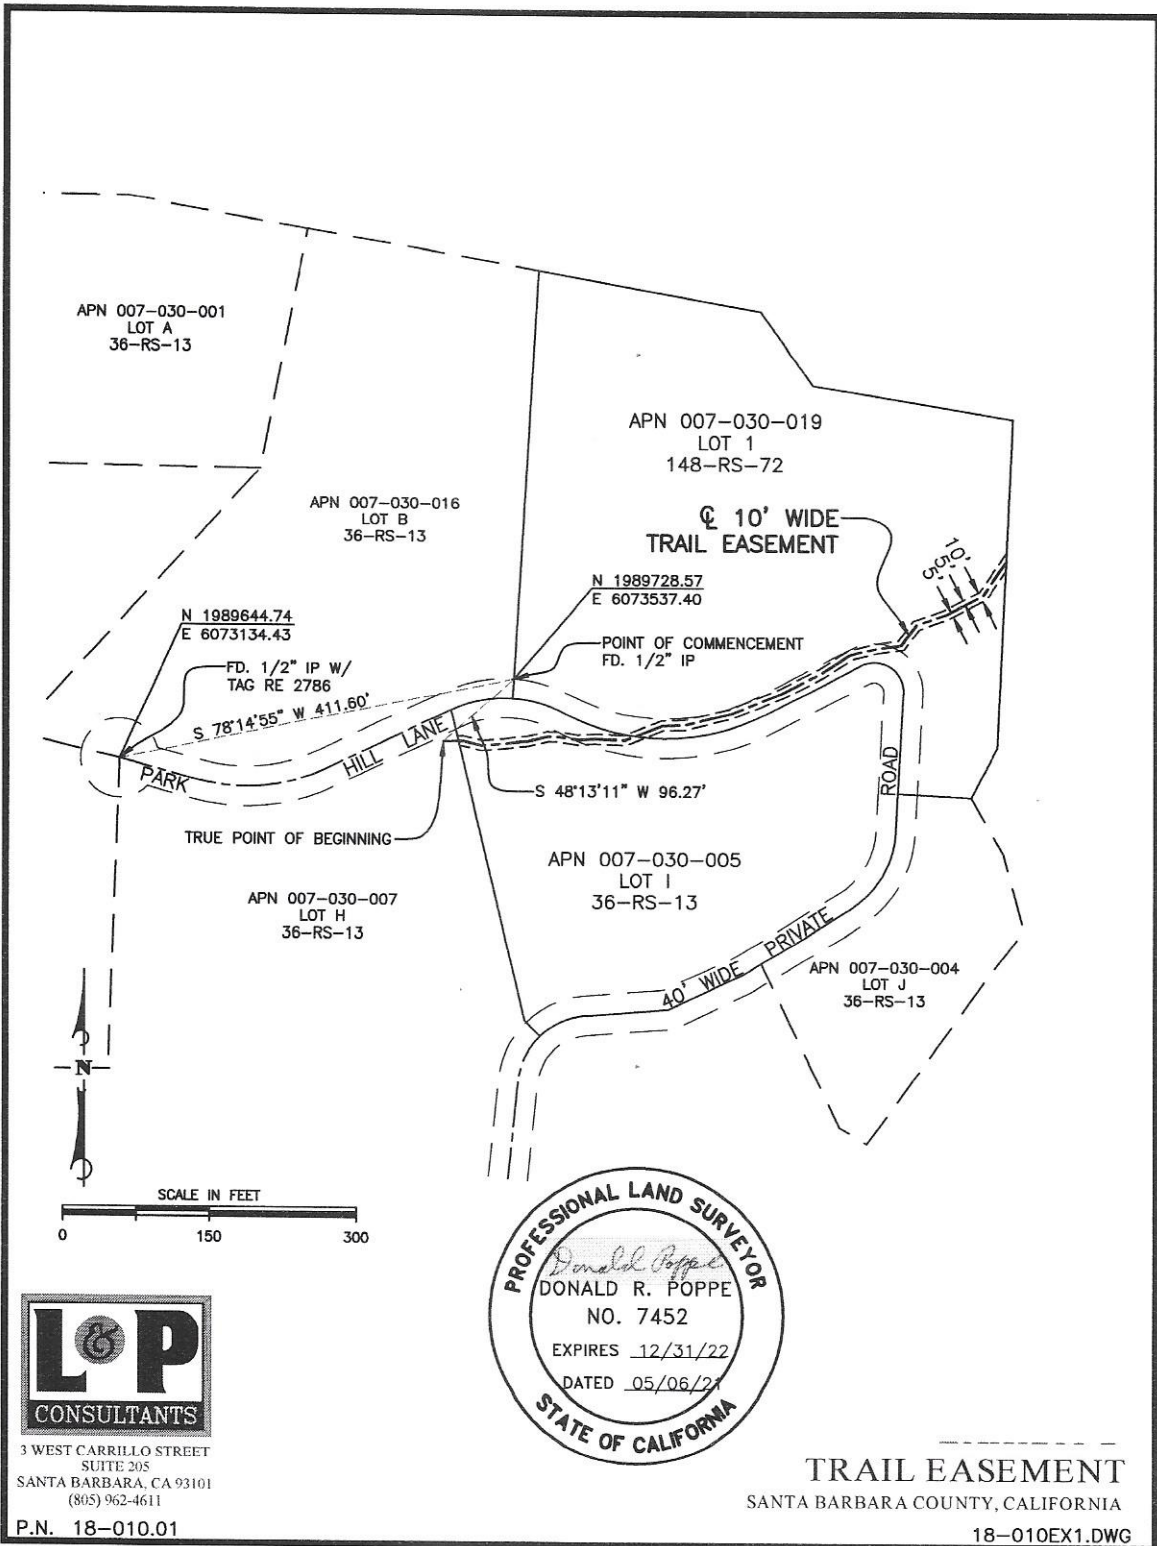 APN 007-030-001
LOT A
36-RS-13
APN 007-030-019
LOT 1
148-RS-72
APN 007-030-016
LOT B
36-RS-13
℄ 10' WIDE
TRAIL EASEMENT
10'
5'5'
N 1989728.57
E 6073537.40
N 1989644.74
E 6073134.43
POINT OF COMMENCEMENT
FD. 1/2" IP
FD. 1/2" IP W/
TAG RE 2786
S 78°14'55" W 411.60'
PARK HILL LANE
S 48°13'11" W 96.27'
TRUE POINT OF BEGINNING
APN 007-030-005
LOT I
36-RS-13
APN 007-030-007
LOT H
36-RS-13
40' WIDE PRIVATE ROAD
APN 007-030-004
LOT J
36-RS-13
N
SCALE IN FEET
0 150 300
PROFESSIONAL LAND SURVEYOR
Donald Poppe
DONALD R. POPPE
NO. 7452
EXPIRES 12/31/22
DATED 05/06/21
STATE OF CALIFORNIA
L&P
CONSULTANTS
3 WEST CARRILLO STREET
SUITE 205
SANTA BARBARA, CA 93101
(805) 962-4611
P.N. 18-010.01
TRAIL EASEMENT
SANTA BARBARA COUNTY, CALIFORNIA
18-010EX1.DWG